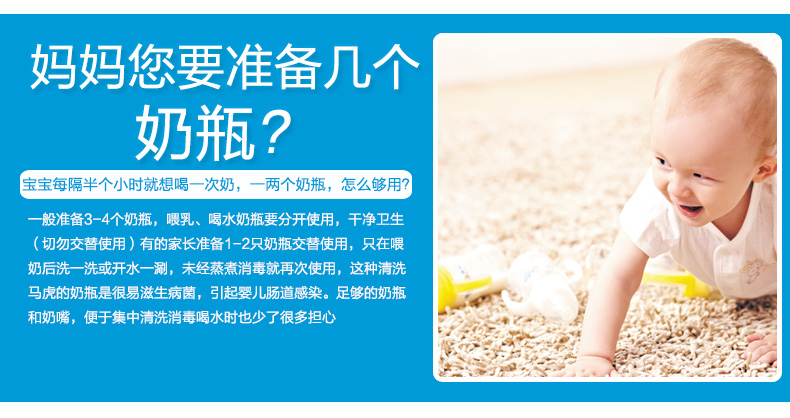 妈妈您要准备几个
奶瓶？
宝宝每隔半个小时就想喝一次奶，一两个奶瓶，怎么够用？
一般准备3-4个奶瓶，喂乳、喝水奶瓶要分开使用，干净卫生
（切勿交替使用）有的家长准备1-2只奶瓶交替使用，只在喂
奶后洗一洗或开水一涮，未经蒸煮消毒就再次使用，这种清洗
马虎的奶瓶是很易滋生病菌，引起婴儿肠道感染。足够的奶瓶
和奶嘴，便于集中清洗消毒喝水时也少了很多担心